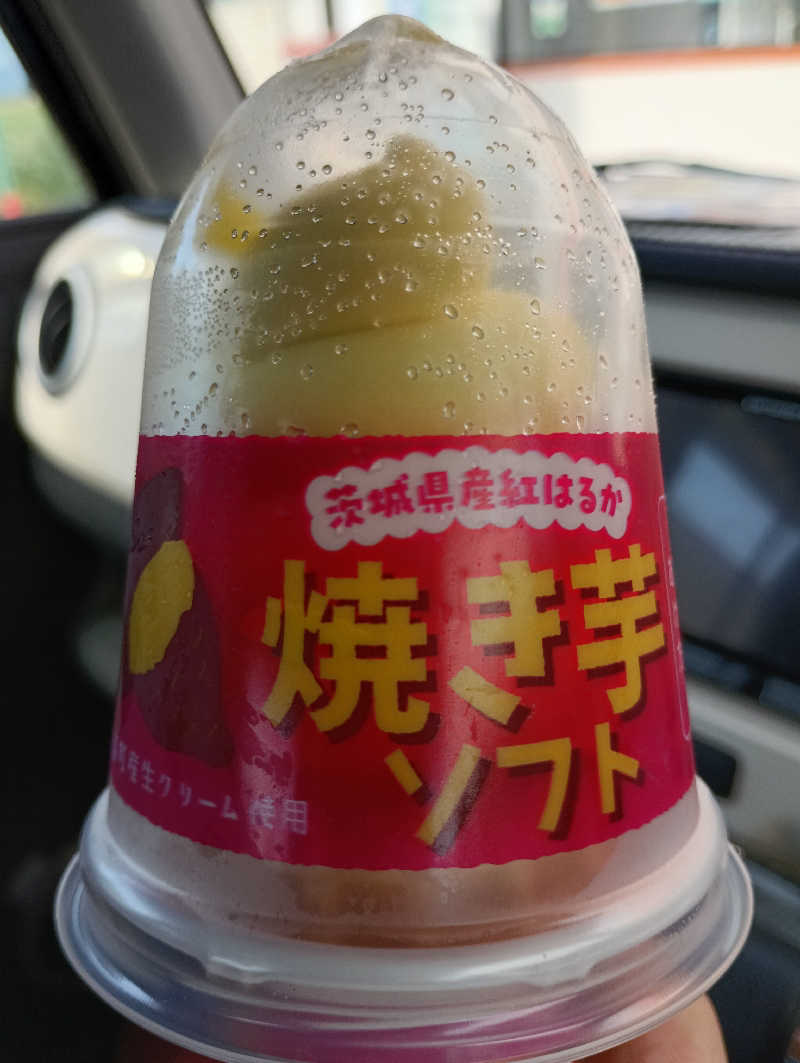 茨城県産紅はるか
焼き芋
ソフト
産生クリーム使用